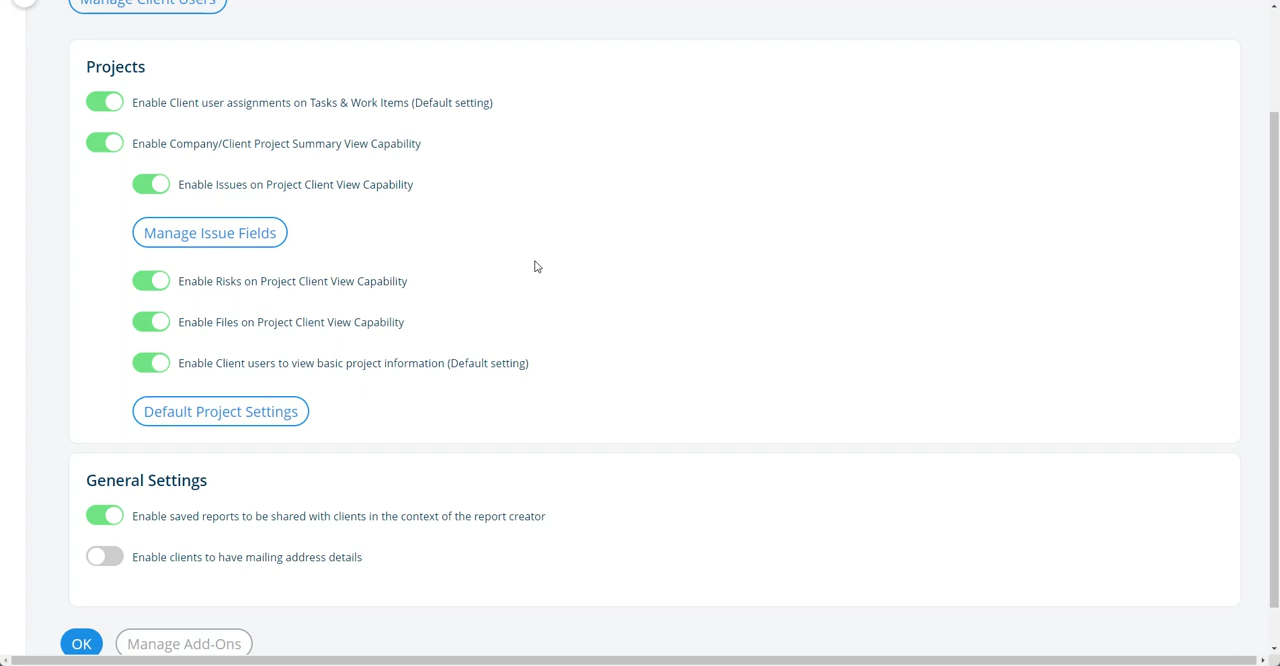 Manage Client Users
Projects
Enable Client user assignments on Tasks & Work Items (Default setting)
Enable Company/Client Project Summary View Capability
Enable Issues on Project Client View Capability
Manage Issue Fields
Enable Risks on Project Client View Capability
Enable Files on Project Client View Capability
Enable Client users to view basic project information (Default setting)
Default Project Settings
General Settings
Enable saved reports to be shared with clients in the context of the report creator
Enable clients to have mailing address details
OK
Manage Add-Ons